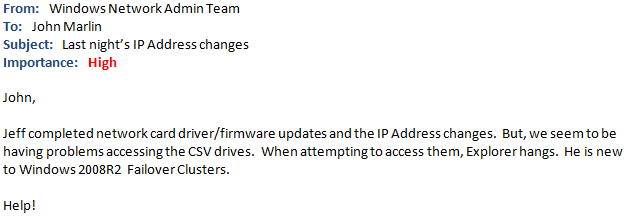 From: Windows Network Admin Team
To: John Marlin
Subject: Last night's IP Address changes
Importance: High
John,
Jeff completed network card driver/firmware updates and the IP Address changes. But, we seem to be
having problems accessing the CSV drives. When attempting to access them, Explorer hangs. He is new
to Windows 2008R2 Failover Clusters.
Help!